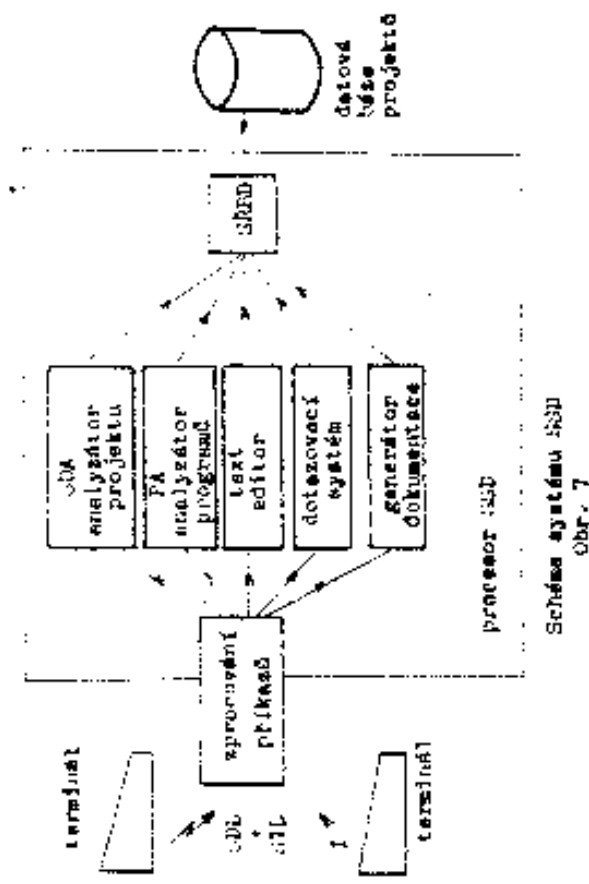 terminál
terminál
zpracování
příkazů
analyzátor
projektu
PA
analyzátor
programů
text
editor
dotazovací
systém
generátor
dokumentace
datová
báze
projektů
procesor
Schéma systému
Obr. 7